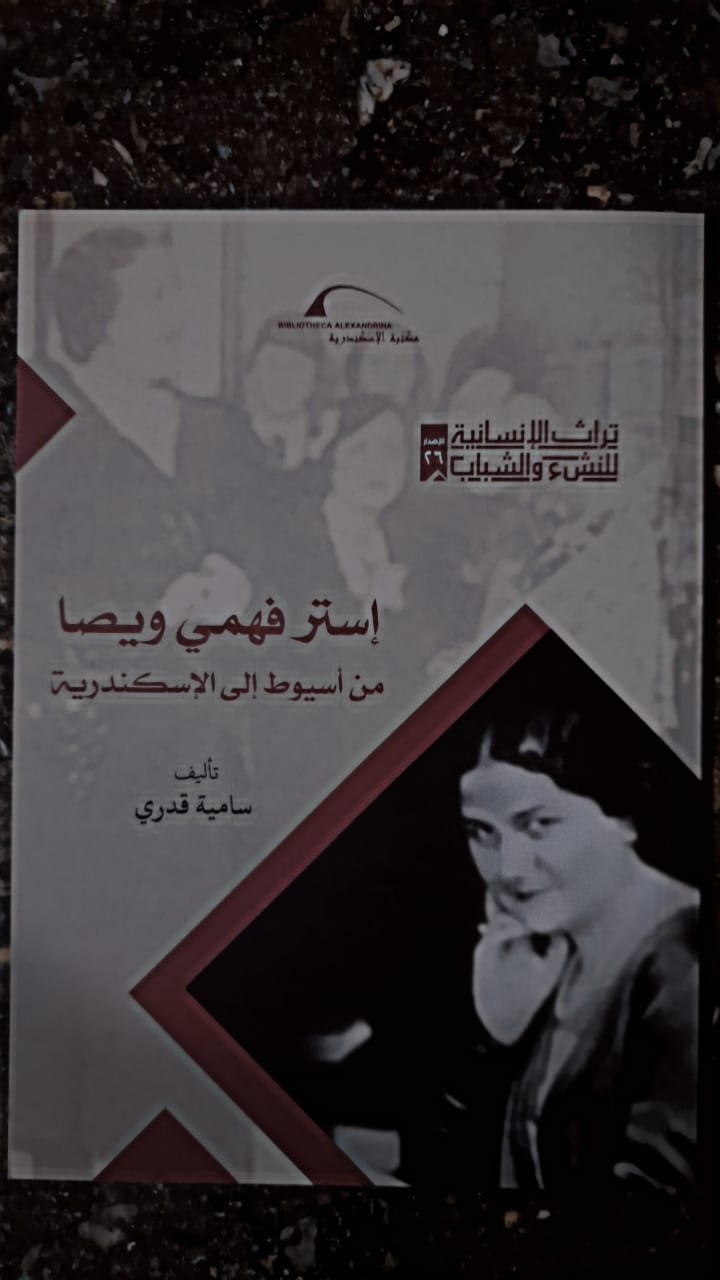 BIBLIOTHECA ALEXANDRINA
مكتبة الإسكندرية
تراث الإنسانية
للنشء والشباب
الإصدار
٢٦
إستر فهمي ويصا
من أسيوط إلى الإسكندرية
تأليف
سامية قدري